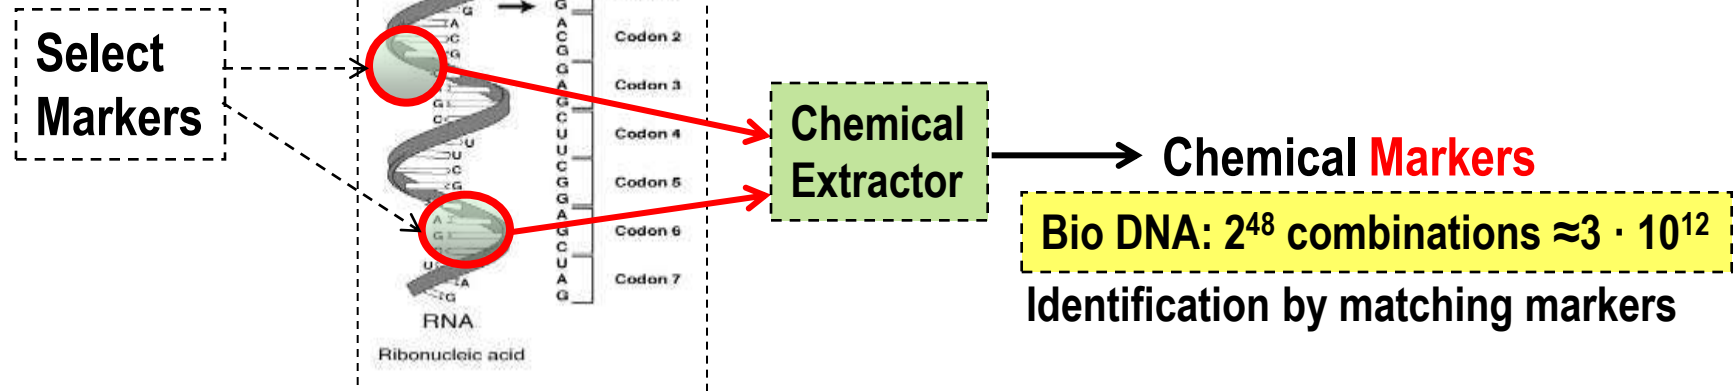 Select
Markers
G
A
C
G
G
C
U
U
C
G
A
G
U
A
G
RNA
Ribonucleic acid
G
A
C
G
G
A
G
C
U
U
C
G
G
A
G
C
U
A
G
Codon 2
Codon 3
Codon 4
Codon 5
Codon 6
Codon 7
Chemical
Extractor
Chemical Markers
Bio DNA: 2⁴⁸ combinations ≈3 · 10¹²
Identification by matching markers